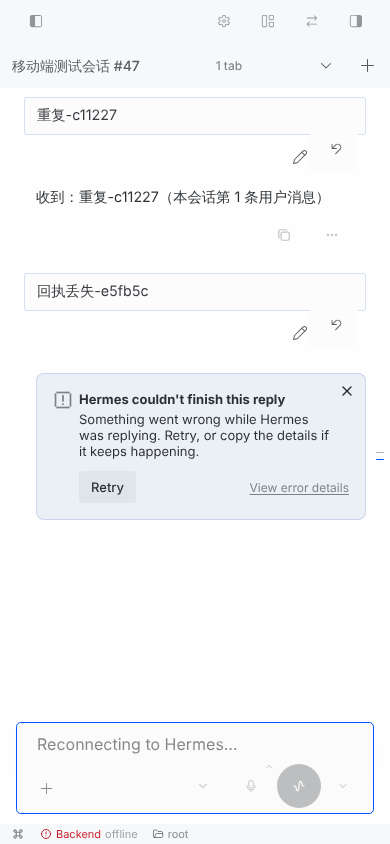 移动端测试会话 #47
1 tab
重复-c11227
收到：重复-c11227（本会话第 1 条用户消息）
回执丢失-e5fb5c
Hermes couldn't finish this reply
Something went wrong while Hermes
was replying. Retry, or copy the details if
it keeps happening.
Retry
View error details
Reconnecting to Hermes...
Backend offline
root